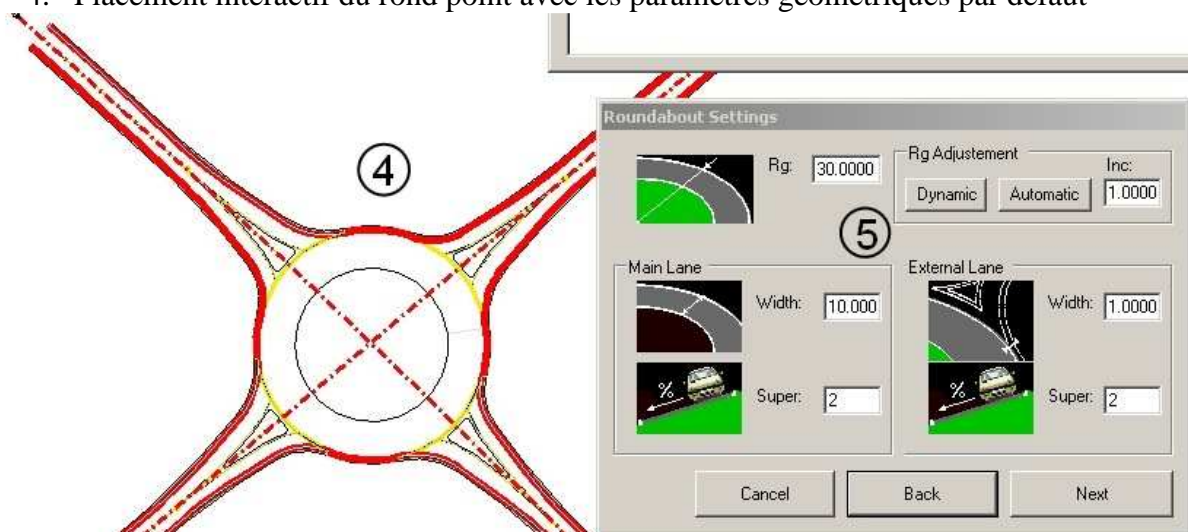 4. Placement interactif du rond point avec les paramètres géométriques par défaut
④
Roundabout Settings
Rg: 30.0000
Rg Adjustement
Dynamic Automatic
Inc:
1.0000
⑤
Main Lane
Width: 10.000
%
Super: 2
External Lane
Width: 1.0000
%
Super: 2
Cancel Back Next